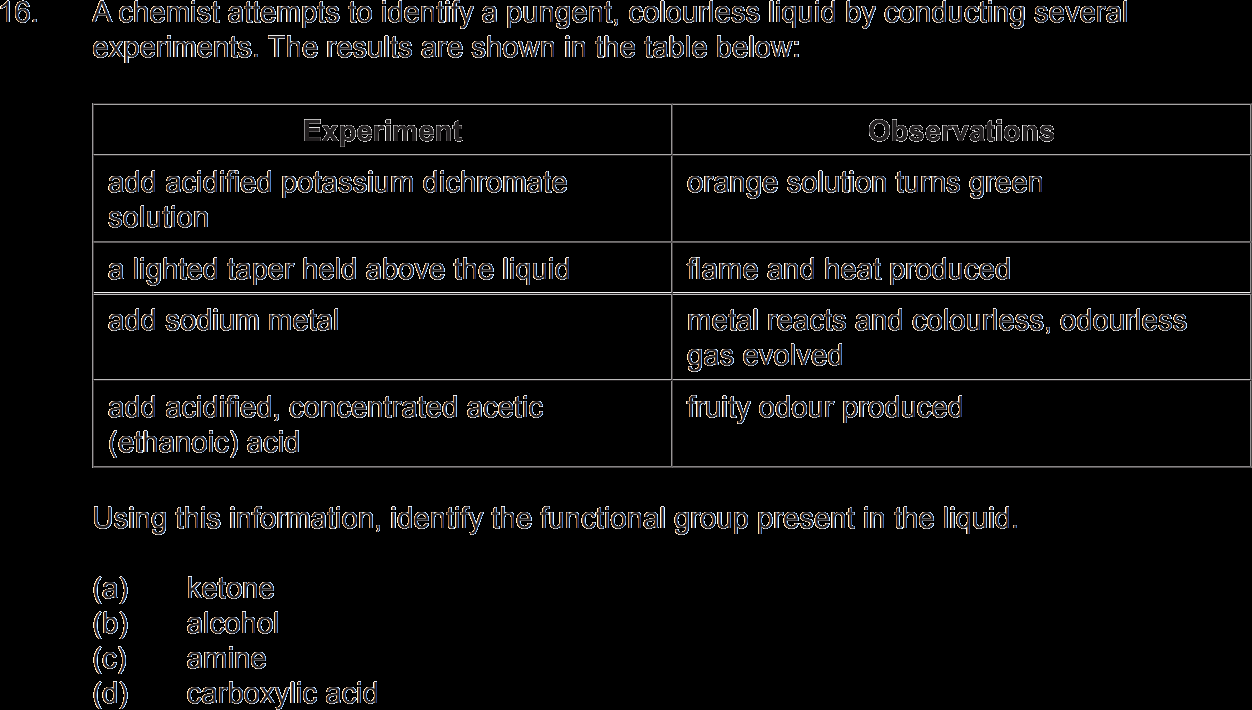 16. A chemist attempts to identify a pungent, colourless liquid by conducting several
experiments. The results are shown in the table below:
Experiment Observations
add acidified potassium dichromate orange solution turns green
solution
a lighted taper held above the liquid flame and heat produced
add sodium metal metal reacts and colourless, odourless
gas evolved
add acidified, concentrated acetic fruity odour produced
(ethanoic) acid
Using this information, identify the functional group present in the liquid.
(a) ketone
(b) alcohol
(c) amine
(d) carboxylic acid